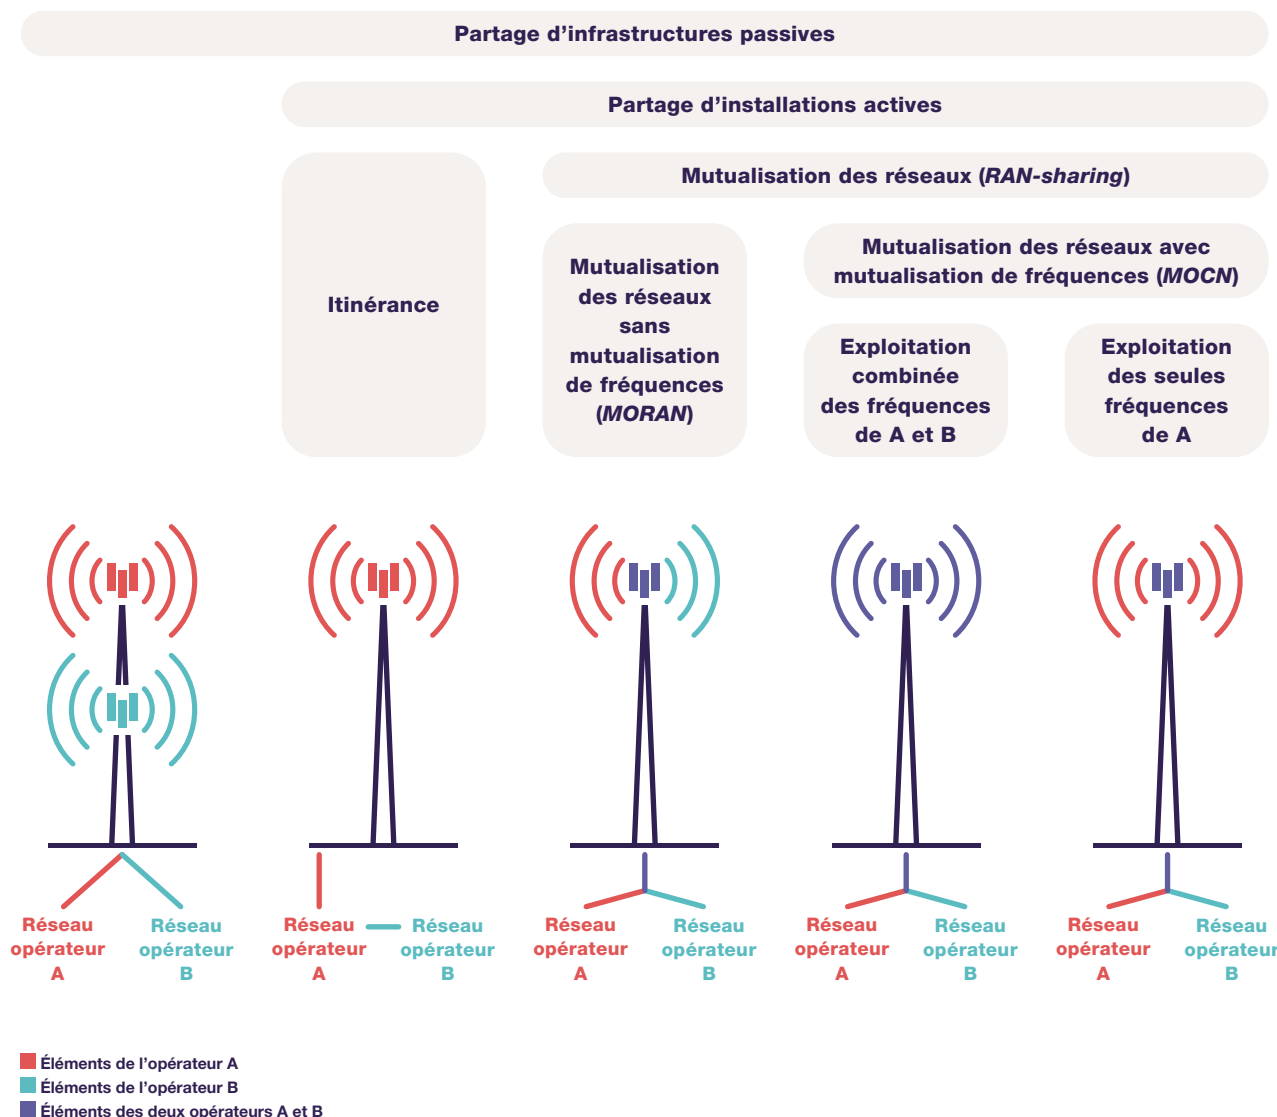 Partage d’infrastructures passives
Partage d’installations actives
Mutualisation des réseaux (RAN-sharing)
Itinérance
Mutualisation
des réseaux
sans
mutualisation
de fréquences
(MORAN)
Mutualisation des réseaux avec
mutualisation de fréquences (MOCN)
Exploitation
combinée
des fréquences
de A et B
Exploitation
des seules
fréquences
de A
Réseau
opérateur
A
Réseau
opérateur
B
Réseau
opérateur
A
Réseau
opérateur
B
Réseau
opérateur
A
Réseau
opérateur
B
Réseau
opérateur
A
Réseau
opérateur
B
Réseau
opérateur
A
Réseau
opérateur
B
Éléments de l’opérateur A
Éléments de l’opérateur B
Éléments des deux opérateurs A et B